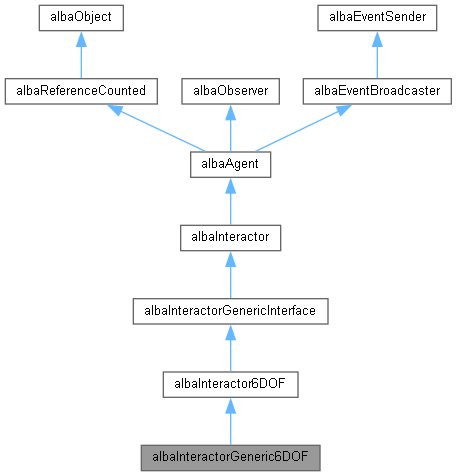 albaObject
albaEventSender
albaReferenceCounted
albaObserver
albaEventBroadcaster
albaAgent
albaInteractor
albaInteractorGenericInterface
albaInteractor6DOF
albaInteractorGeneric6DOF